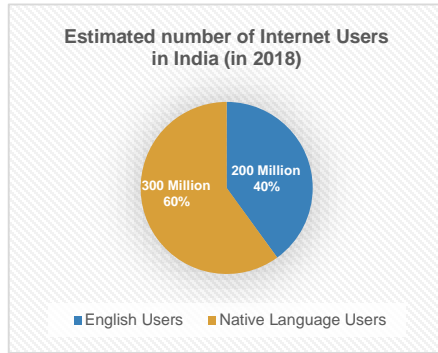 Estimated number of Internet Users
in India (in 2018)
200 Million
40%
300 Million
60%
English Users
Native Language Users